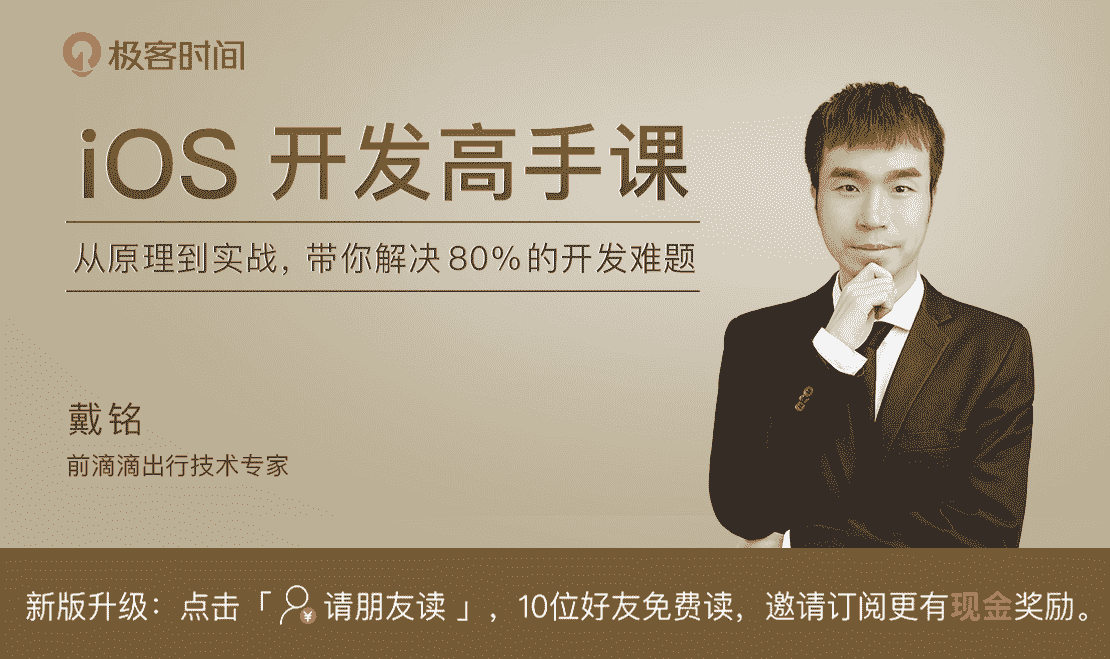 极客时间
iOS 开发高手课
从原理到实战，带你解决 80% 的开发难题
戴铭
前滴滴出行技术专家
新版升级：点击「 请朋友读 」，10位好友免费读，邀请订阅更有现金奖励。